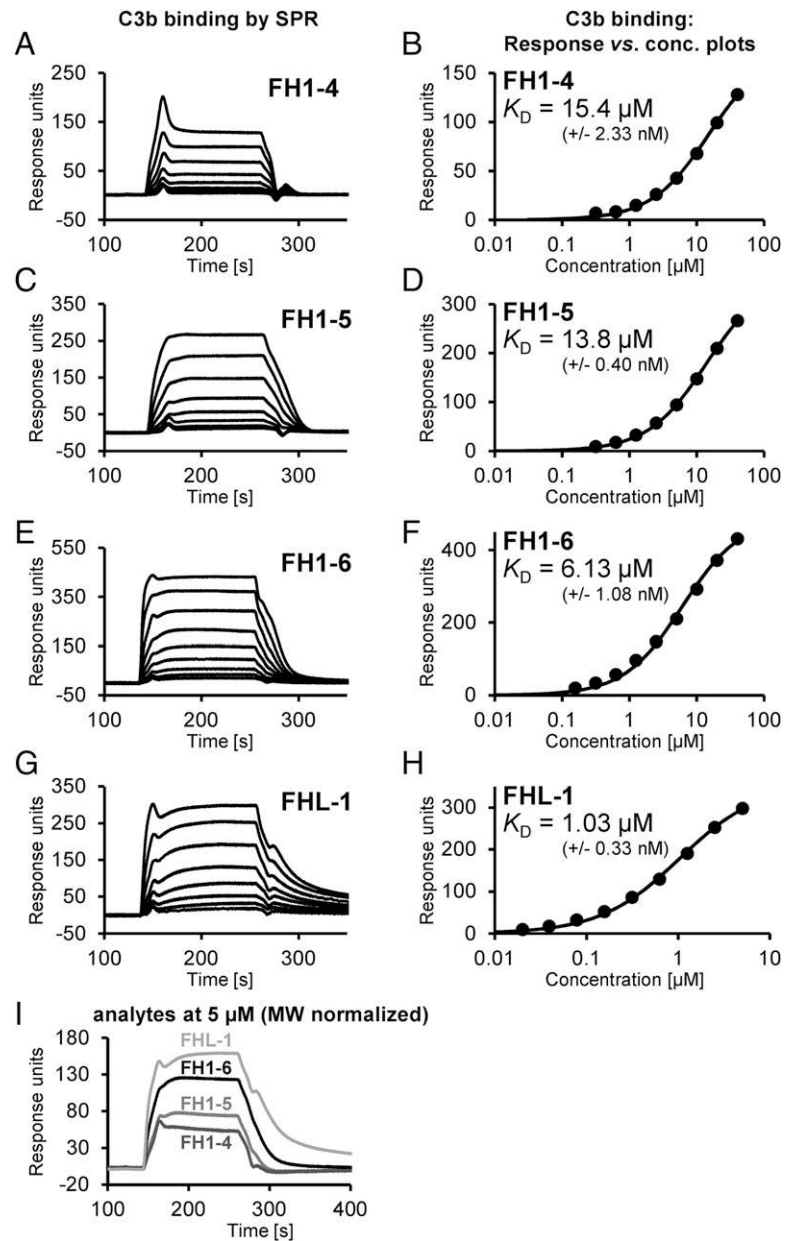 C3b binding by SPR
C3b binding:
Response vs. conc. plots
A
250
150
50
-50
Response units
FH1-4
100 200 300
Time [s]
B
150
100
50
0
Response units
FH1-4
KD = 15.4 µM
(+/- 2.33 nM)
0.01 0.1 1 10 100
Concentration [µM]
C
350
250
150
50
-50
Response units
FH1-5
100 200 300
Time [s]
D
300
200
100
0
Response units
FH1-5
KD = 13.8 µM
(+/- 0.40 nM)
0.01 0.1 1 10 100
Concentration [µM]
E
550
450
350
250
150
50
-50
Response units
FH1-6
100 200 300
Time [s]
F
400
200
0
Response units
FH1-6
KD = 6.13 µM
(+/- 1.08 nM)
0.01 0.1 1 10 100
Concentration [µM]
G
350
250
150
50
-50
Response units
FHL-1
100 200 300
Time [s]
H
300
200
100
0
Response units
FHL-1
KD = 1.03 µM
(+/- 0.33 nM)
0.01 0.1 1 10
Concentration [µM]
I
analytes at 5 µM (MW normalized)
180
130
80
30
-20
Response units
FHL-1
FH1-6
FH1-5
FH1-4
100 200 300 400
Time [s]